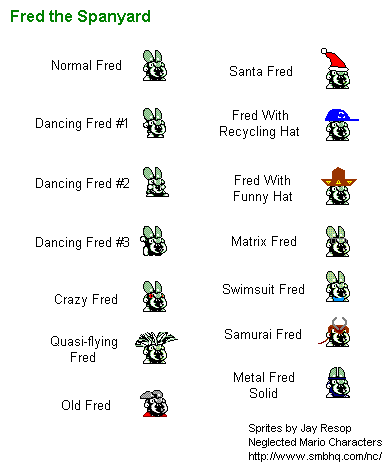 Fred the Spanyard
Normal Fred
Dancing Fred #1
Dancing Fred #2
Dancing Fred #3
Crazy Fred
Quasi-flying
Fred
Old Fred
Santa Fred
Fred With
Recycling Hat
Fred With
Funny Hat
Matrix Fred
Swimsuit Fred
Samurai Fred
Metal Fred
Solid
Sprites by Jay Resop
Neglected Mario Characters
http://www.smbhq.com/nc/